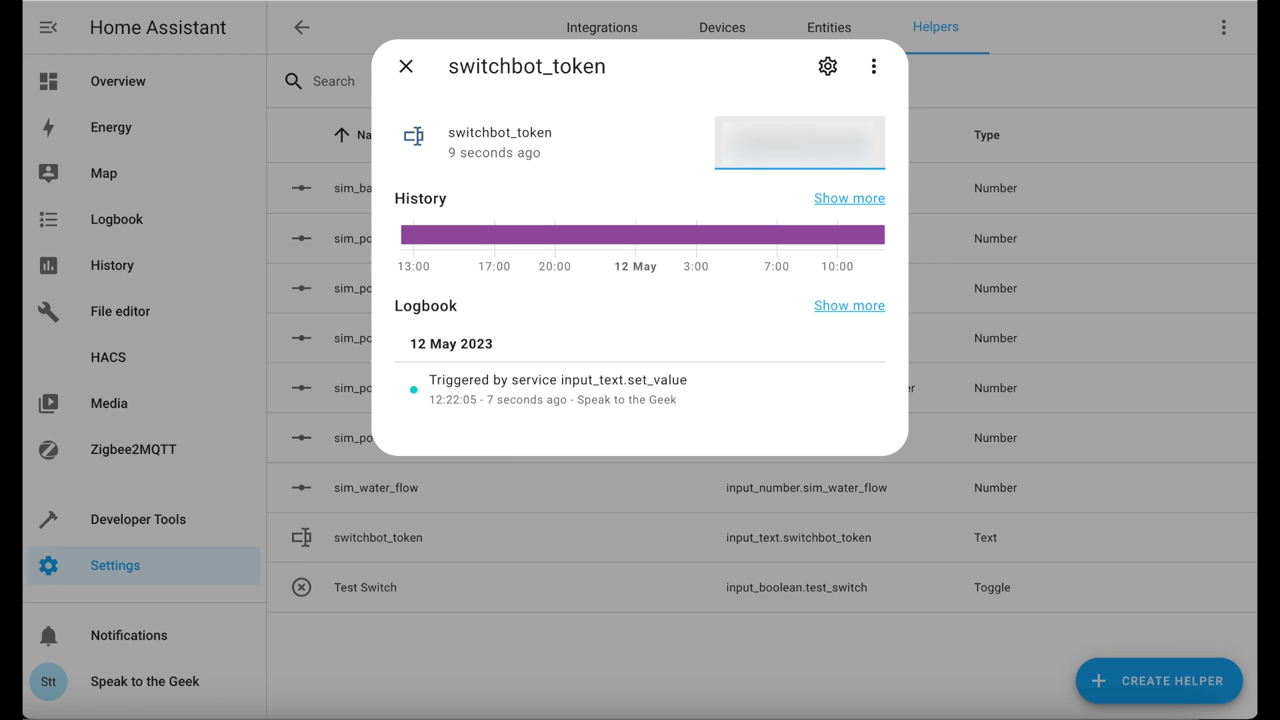 Home Assistant
Integrations
Devices
Entities
Helpers
Overview
Energy
Map
Logbook
History
File editor
HACS
Media
Zigbee2MQTT
Developer Tools
Settings
Notifications
Stt
Speak to the Geek
Search
Type
Number
Number
Number
Number
Number
Number
sim_water_flow input_number.sim_water_flow Number
switchbot_token input_text.switchbot_token Text
Test Switch input_boolean.test_switch Toggle
CREATE HELPER
switchbot_token
switchbot_token
9 seconds ago
History Show more
13:00 17:00 20:00 12 May 3:00 7:00 10:00
Logbook Show more
12 May 2023
Triggered by service input_text.set_value
12:22:05 - 7 seconds ago - Speak to the Geek